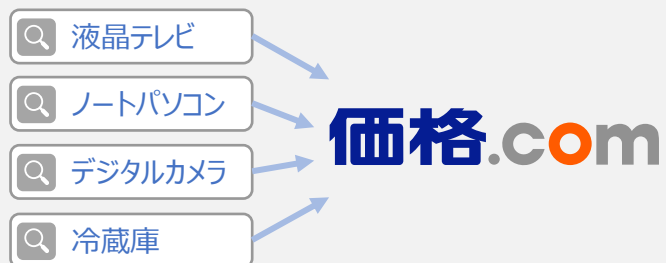 液晶テレビ
ノートパソコン
デジタルカメラ
冷蔵庫
価格.com